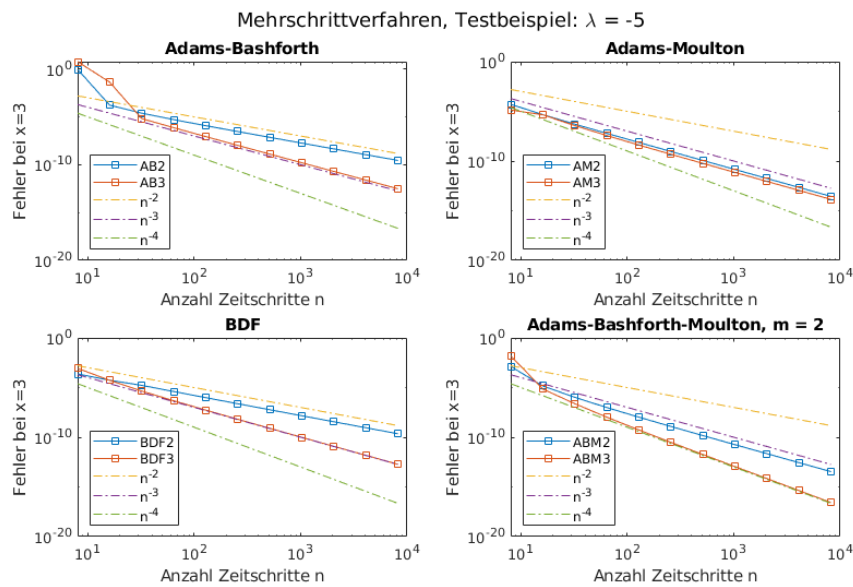 Mehrschrittverfahren, Testbeispiel: λ = -5
Adams-Bashforth
10^0
10^-10
10^-20
Fehler bei x=3
AB2
AB3
n^-2
n^-3
n^-4
10^1
10^2
10^3
10^4
Anzahl Zeitschritte n
Adams-Moulton
10^0
10^-10
10^-20
Fehler bei x=3
AM2
AM3
n^-2
n^-3
n^-4
10^1
10^2
10^3
10^4
Anzahl Zeitschritte n
BDF
10^0
10^-10
10^-20
Fehler bei x=3
BDF2
BDF3
n^-2
n^-3
n^-4
10^1
10^2
10^3
10^4
Anzahl Zeitschritte n
Adams-Bashforth-Moulton, m = 2
10^0
10^-10
10^-20
Fehler bei x=3
ABM2
ABM3
n^-2
n^-3
n^-4
10^1
10^2
10^3
10^4
Anzahl Zeitschritte n